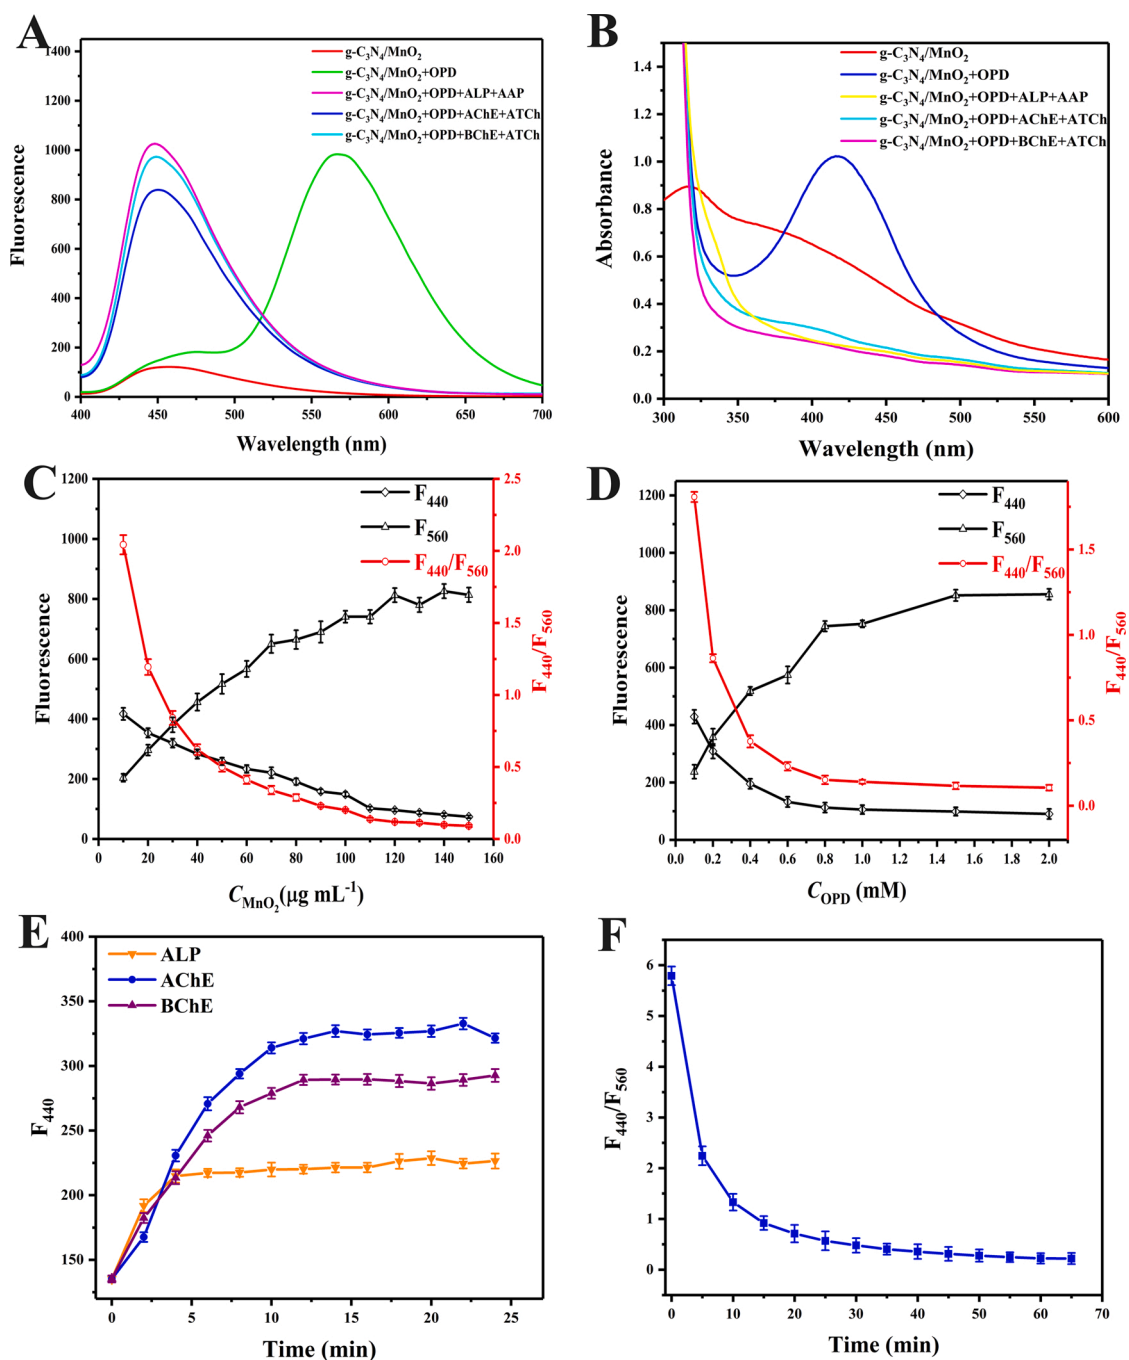 A
1400
1200
1000
800
600
400
200
0
400 450 500 550 600 650 700
Fluorescence
Wavelength (nm)
g-C₃N₄/MnO₂
g-C₃N₄/MnO₂+OPD
g-C₃N₄/MnO₂+OPD+ALP+AAP
g-C₃N₄/MnO₂+OPD+AChE+ATCh
g-C₃N₄/MnO₂+OPD+BChE+ATCh
B
1.4
1.2
1.0
0.8
0.6
0.4
0.2
0.0
300 350 400 450 500 550 600
Absorbance
Wavelength (nm)
g-C₃N₄/MnO₂
g-C₃N₄/MnO₂+OPD
g-C₃N₄/MnO₂+OPD+ALP+AAP
g-C₃N₄/MnO₂+OPD+AChE+ATCh
g-C₃N₄/MnO₂+OPD+BChE+ATCh
C
1200
1000
800
600
400
200
0
0 20 40 60 80 100 120 140 160
2.5
2.0
1.5
1.0
0.5
0.0
Fluorescence
F₄₄₀/F₅₆₀
C_MnO₂(μg mL⁻¹)
F₄₄₀
F₅₆₀
F₄₄₀/F₅₆₀
D
1200
1000
800
600
400
200
0
0.0 0.2 0.4 0.6 0.8 1.0 1.2 1.4 1.6 1.8 2.0
1.5
1.0
0.5
0.0
Fluorescence
F₄₄₀/F₅₆₀
C_OPD (mM)
F₄₄₀
F₅₆₀
F₄₄₀/F₅₆₀
E
400
350
300
250
200
150
0 5 10 15 20 25
F₄₄₀
Time (min)
ALP
AChE
BChE
F
6
5
4
3
2
1
0
0 10 20 30 40 50 60 70
F₄₄₀/F₅₆₀
Time (min)